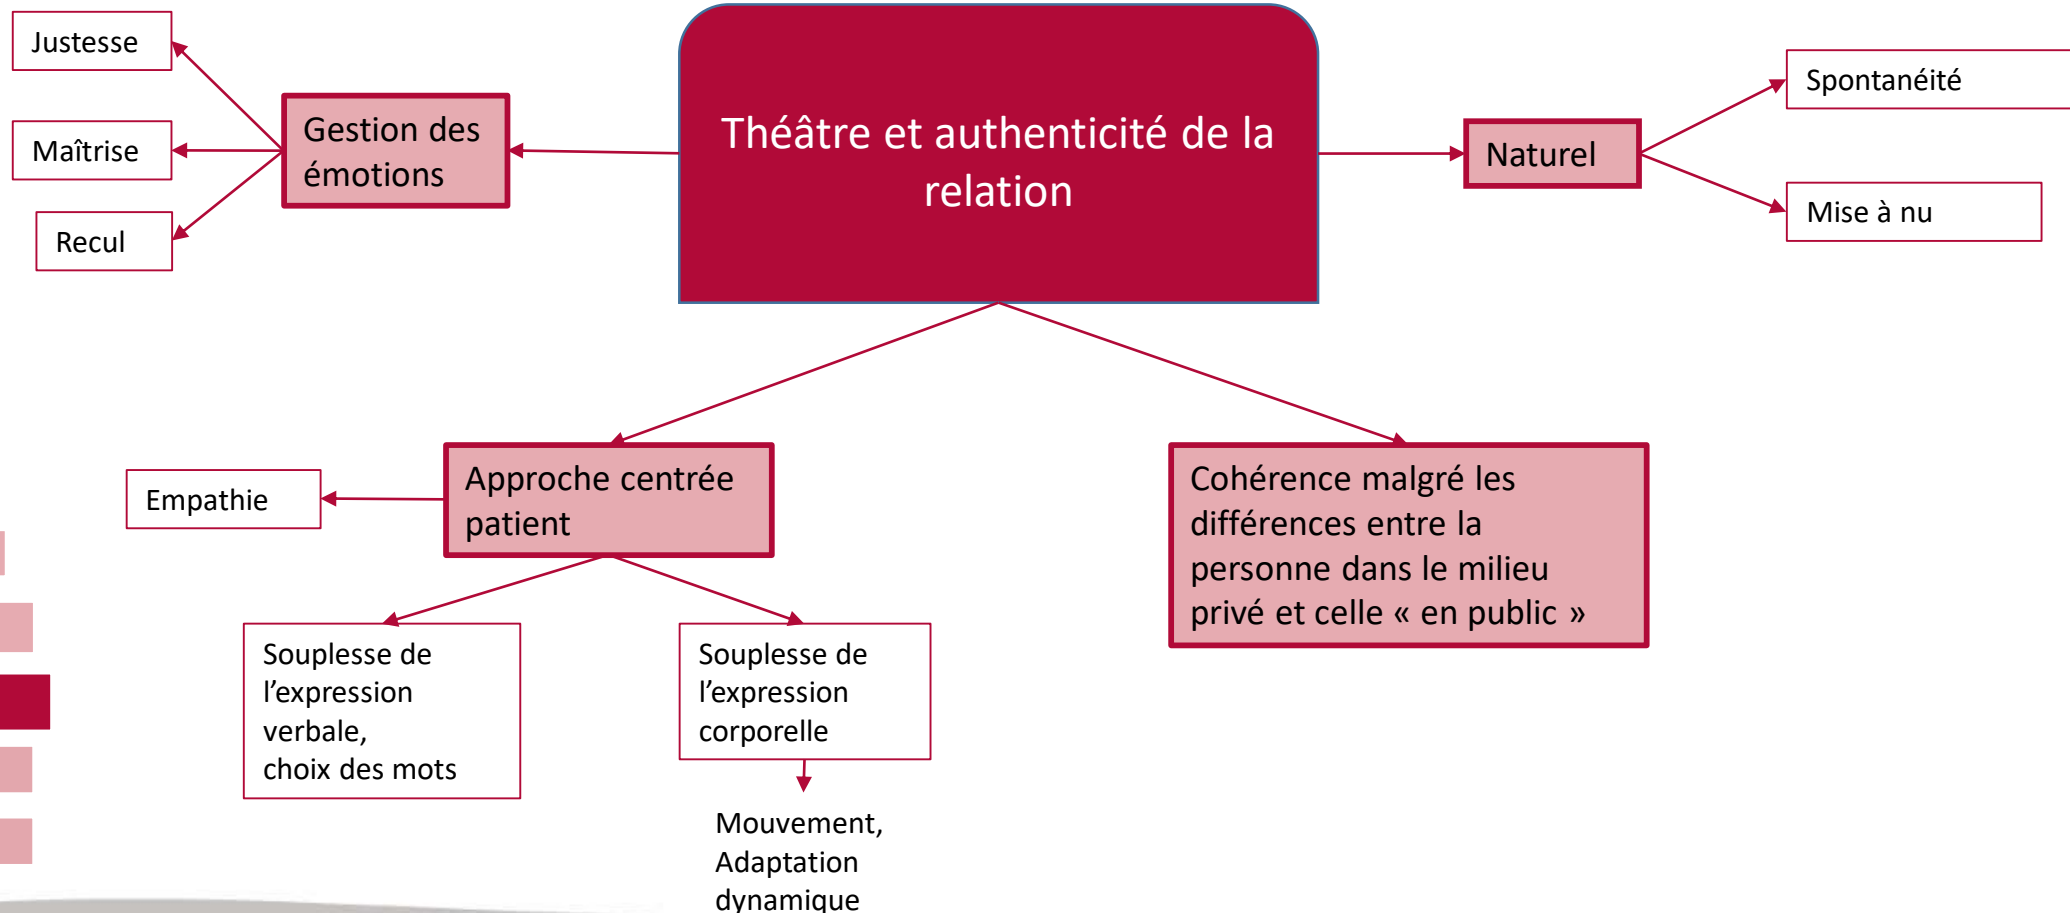 Théâtre et authenticité de la
relation
Justesse
Maîtrise
Recul
Gestion des
émotions
Naturel
Spontanéité
Mise à nu
Empathie
Approche centrée
patient
Souplesse de
l’expression
verbale,
choix des mots
Souplesse de
l’expression
corporelle
Mouvement,
Adaptation
dynamique
Cohérence malgré les
différences entre la
personne dans le milieu
privé et celle « en public »